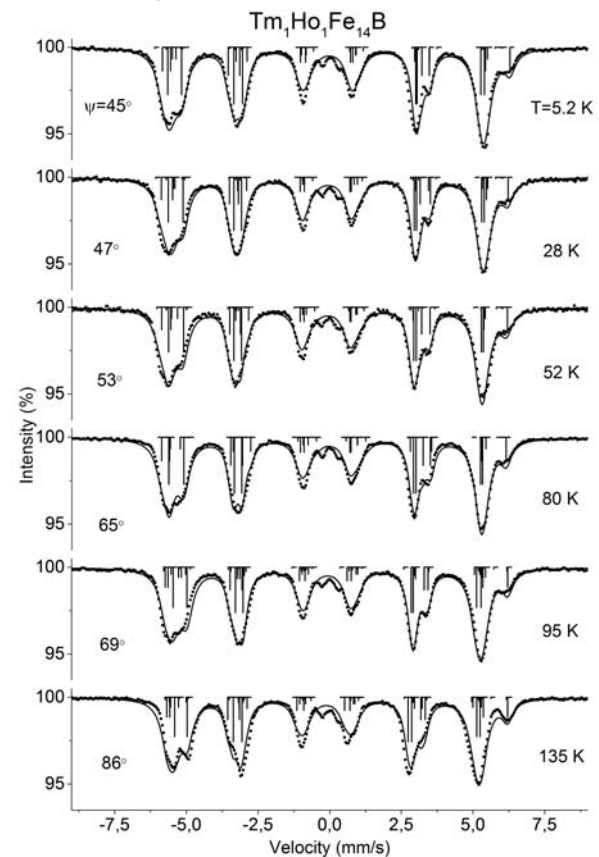 Tm₁Ho₁Fe₁₄B
100
95
ψ=45°
T=5.2 K
100
95
47°
28 K
100
95
53°
52 K
Intensity (%)
100
95
65°
80 K
100
95
69°
95 K
100
95
86°
135 K
-7,5 -5,0 -2,5 0,0 2,5 5,0 7,5
Velocity (mm/s)